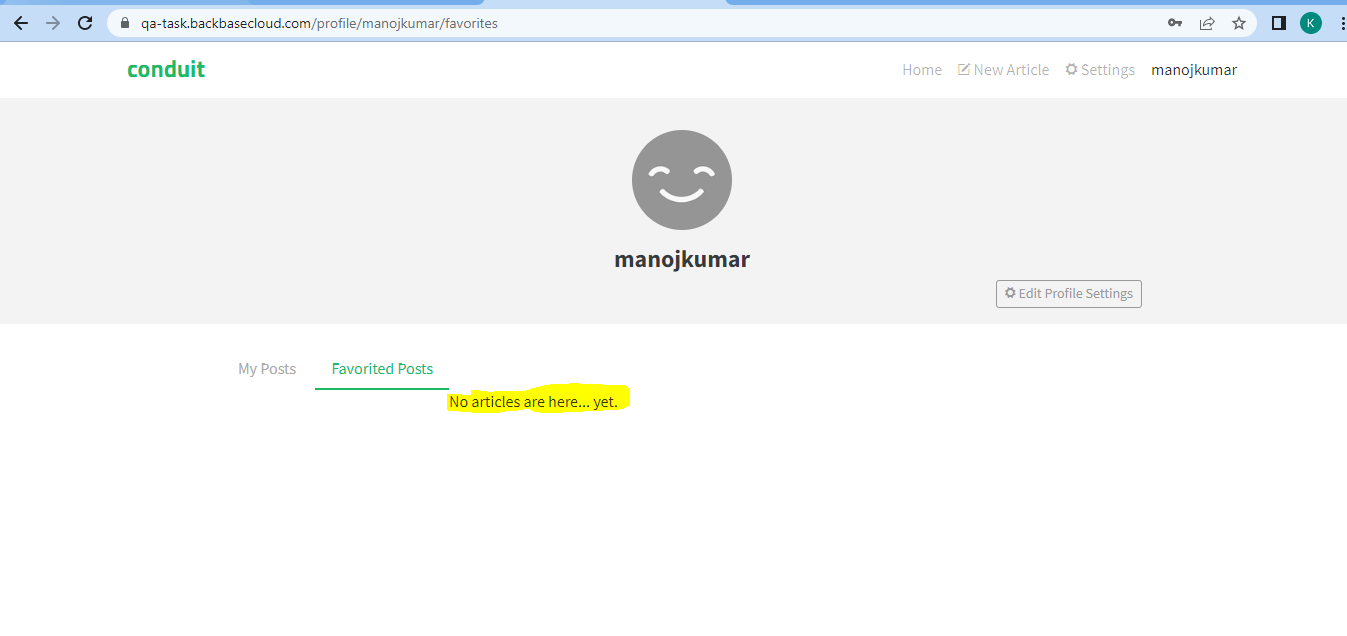 qa-task.backbasecloud.com/profile/manojkumar/favorites
K
conduit
Home New Article Settings manojkumar
manojkumar
Edit Profile Settings
My Posts Favorited Posts
No articles are here... yet.